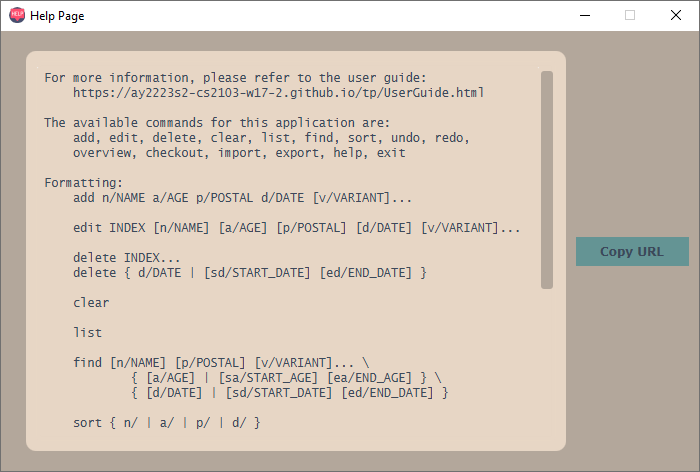 HELP
Help Page
For more information, please refer to the user guide:
https://ay2223s2-cs2103-w17-2.github.io/tp/UserGuide.html
The available commands for this application are:
add, edit, delete, clear, list, find, sort, undo, redo,
overview, checkout, import, export, help, exit
Formatting:
add n/NAME a/AGE p/POSTAL d/DATE [v/VARIANT]...
edit INDEX [n/NAME] [a/AGE] [p/POSTAL] [d/DATE] [v/VARIANT]...
delete INDEX...
delete { d/DATE | [sd/START_DATE] [ed/END_DATE] }
clear
list
find [n/NAME] [p/POSTAL] [v/VARIANT]... \
{ [a/AGE] | [sa/START_AGE] [ea/END_AGE] } \
{ [d/DATE] | [sd/START_DATE] [ed/END_DATE] }
sort { n/ | a/ | p/ | d/ }
Copy URL